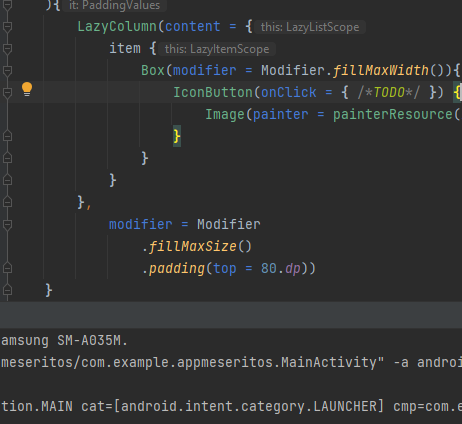 ){ it: PaddingValues
LazyColumn(content = { this: LazyListScope
item { this: LazyItemScope
Box(modifier = Modifier.fillMaxWidth()){
IconButton(onClick = { /*TODO*/ }) {
Image(painter = painterResource(
}
}
}
},
modifier = Modifier
.fillMaxSize()
.padding(top = 80.dp))
}
amsung SM-A035M.
meseritos/com.example.appmeseritos.MainActivity" -a androi
tion.MAIN cat=[android.intent.category.LAUNCHER] cmp=com.e